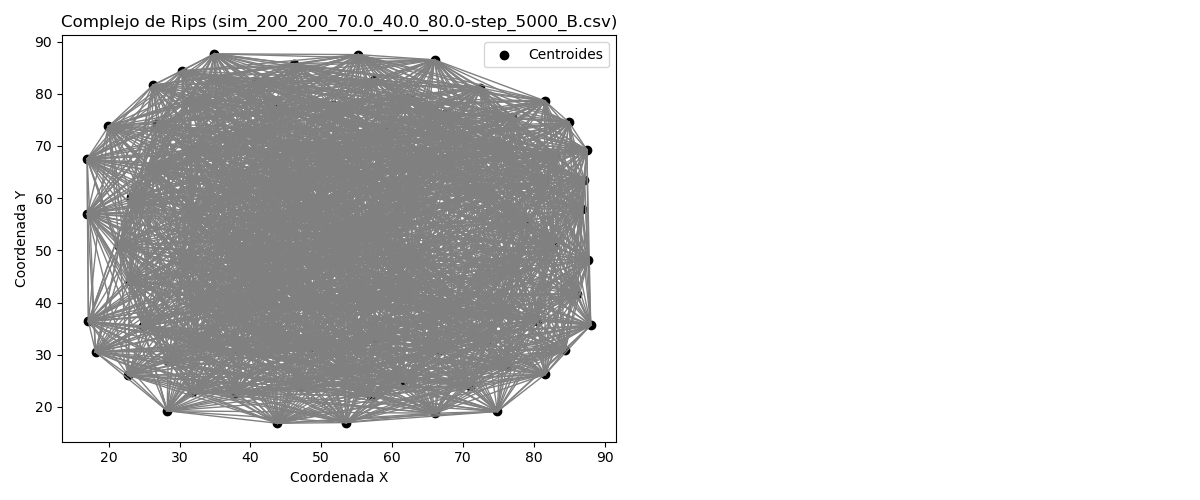 Complejo de Rips (sim_200_200_70.0_40.0_80.0-step_5000_B.csv)
Centroides
Coordenada Y
90
80
70
60
50
40
30
20
20 30 40 50 60 70 80 90
Coordenada X